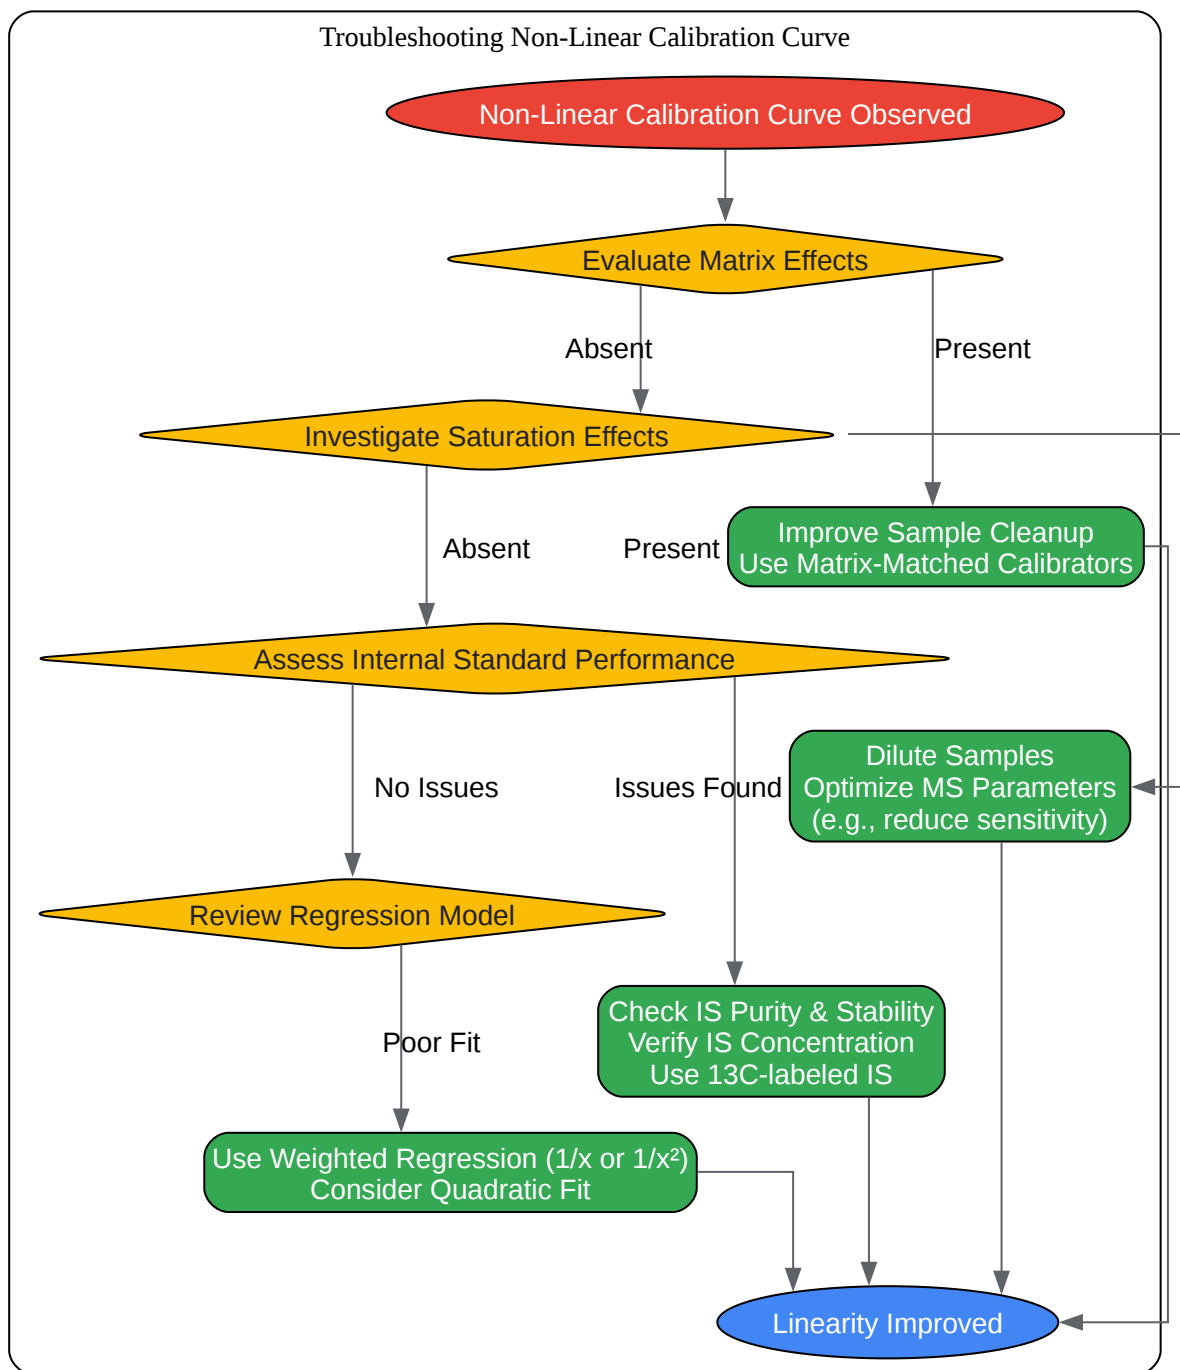 Troubleshooting Non-Linear Calibration Curve
Non-Linear Calibration Curve Observed
Evaluate Matrix Effects
Absent
Present
Investigate Saturation Effects
Absent
Present
Improve Sample Cleanup
Use Matrix-Matched Calibrators
Assess Internal Standard Performance
No Issues
Issues Found
Dilute Samples
Optimize MS Parameters
(e.g., reduce sensitivity)
Review Regression Model
Poor Fit
Check IS Purity & Stability
Verify IS Concentration
Use 13C-labeled IS
Use Weighted Regression (1/x or 1/x²)
Consider Quadratic Fit
Linearity Improved